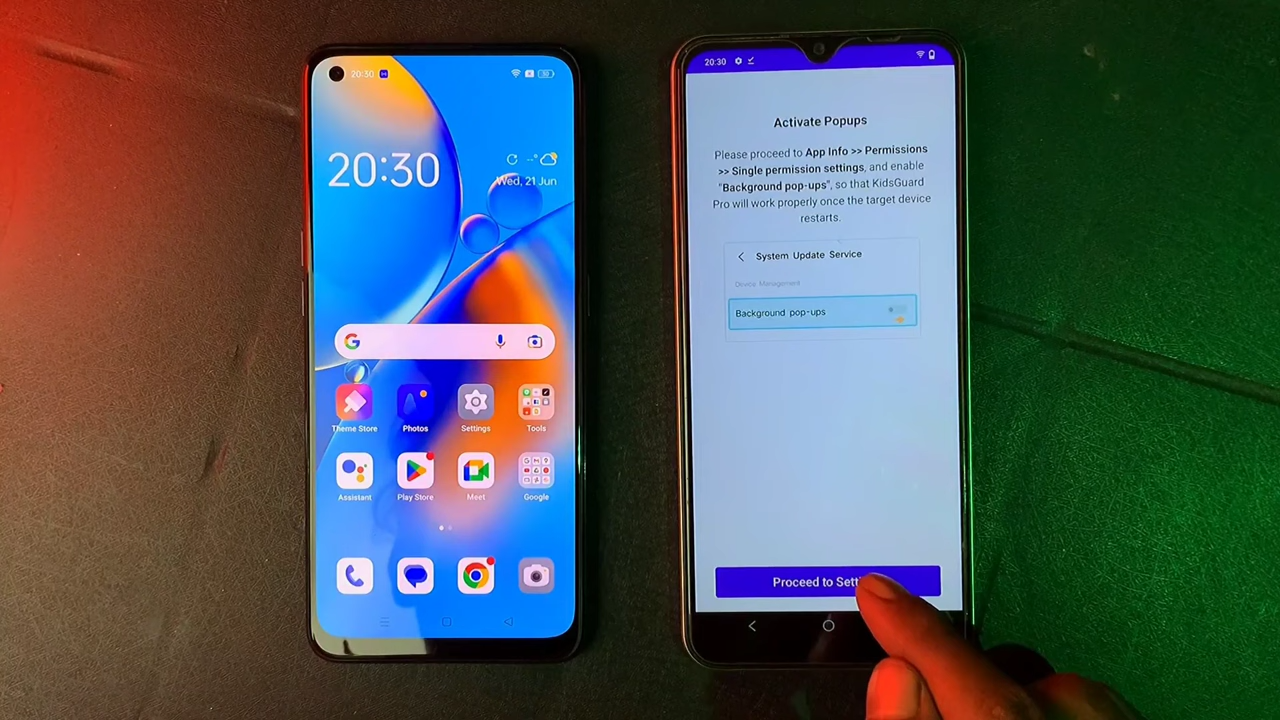 20:30
20:30
Wed, 21 Jun
Theme Store
Photos
Settings
Tools
Assistant
Play Store
Meet
Google
20:30
Activate Popups
Please proceed to App Info >> Permissions
>> Single permission settings, and enable
"Background pop-ups", so that KidsGuard
Pro will work properly once the target device
restarts.
System Update Service
Device Management
Background pop-ups
Proceed to